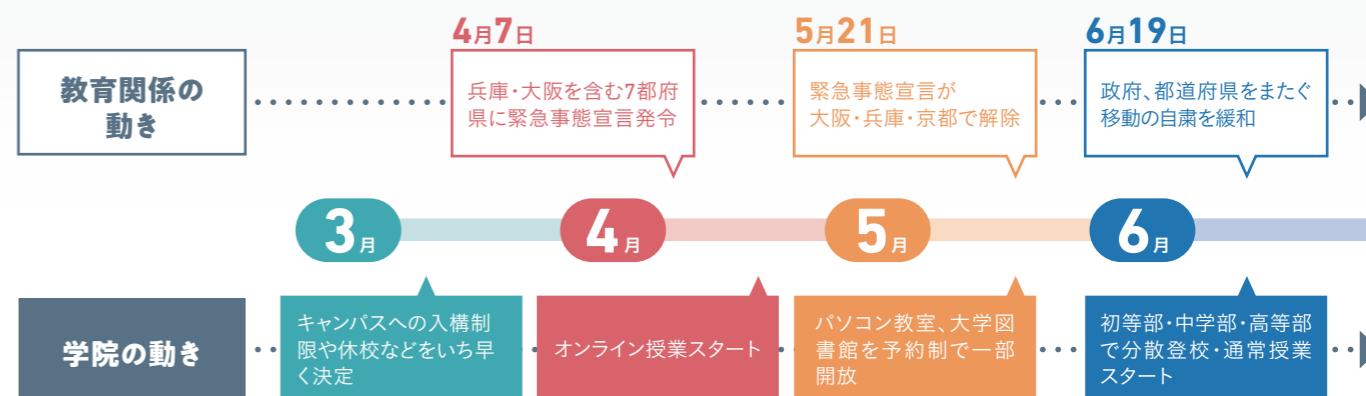 教育関係の
動き
4月7日
兵庫・大阪を含む7都府
県に緊急事態宣言発令
5月21日
緊急事態宣言が
大阪・兵庫・京都で解除
6月19日
政府、都道府県をまたぐ
移動の自粛を緩和
3月
4月
5月
6月
学院の動き
キャンパスへの入構制
限や休校などをいち早
く決定
オンライン授業スタート
パソコン教室、大学図
書館を予約制で一部
開放
初等部・中学部・高等部
で分散登校・通常授業
スタート